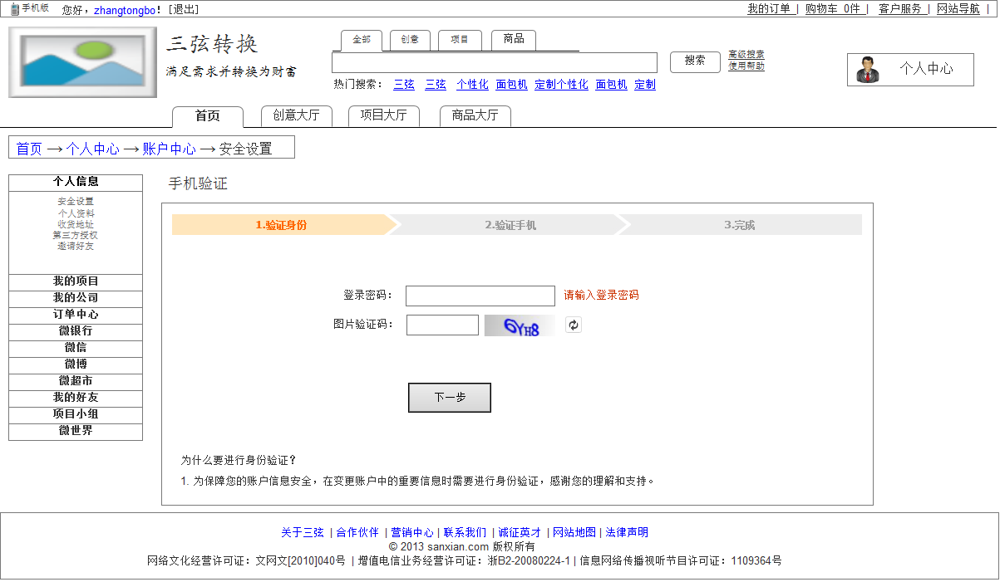 手机版 您好，zhangtongbo！[退出] 我的订单 | 购物车 0件 | 客户服务 | 网站导航 |
三弦转换
满足需求并转换为财富
全部 创意 项目 商品
搜索
高级搜索
使用帮助
个人中心
热门搜索： 三弦 三弦 个性化 面包机 定制个性化 面包机 定制
首页 创意大厅 项目大厅 商品大厅
首页 → 个人中心 → 账户中心 → 安全设置
个人信息
安全设置
个人资料
收货地址
第三方授权
邀请好友
我的项目
我的公司
订单中心
微银行
微信
微博
微超市
我的好友
项目小组
微世界
手机验证
1.验证身份 2.验证手机 3.完成
登录密码： 请输入登录密码
图片验证码： 6YH8
下一步
为什么要进行身份验证？
1. 为保障您的账户信息安全，在变更账户中的重要信息时需要进行身份验证，感谢您的理解和支持。
关于三弦 | 合作伙伴 | 营销中心 | 联系我们 | 诚征英才 | 网站地图 | 法律声明
© 2013 sanxian.com 版权所有
网络文化经营许可证：文网文[2010]040号 | 增值电信业务经营许可证：浙B2-20080224-1 | 信息网络传播视听节目许可证：1109364号